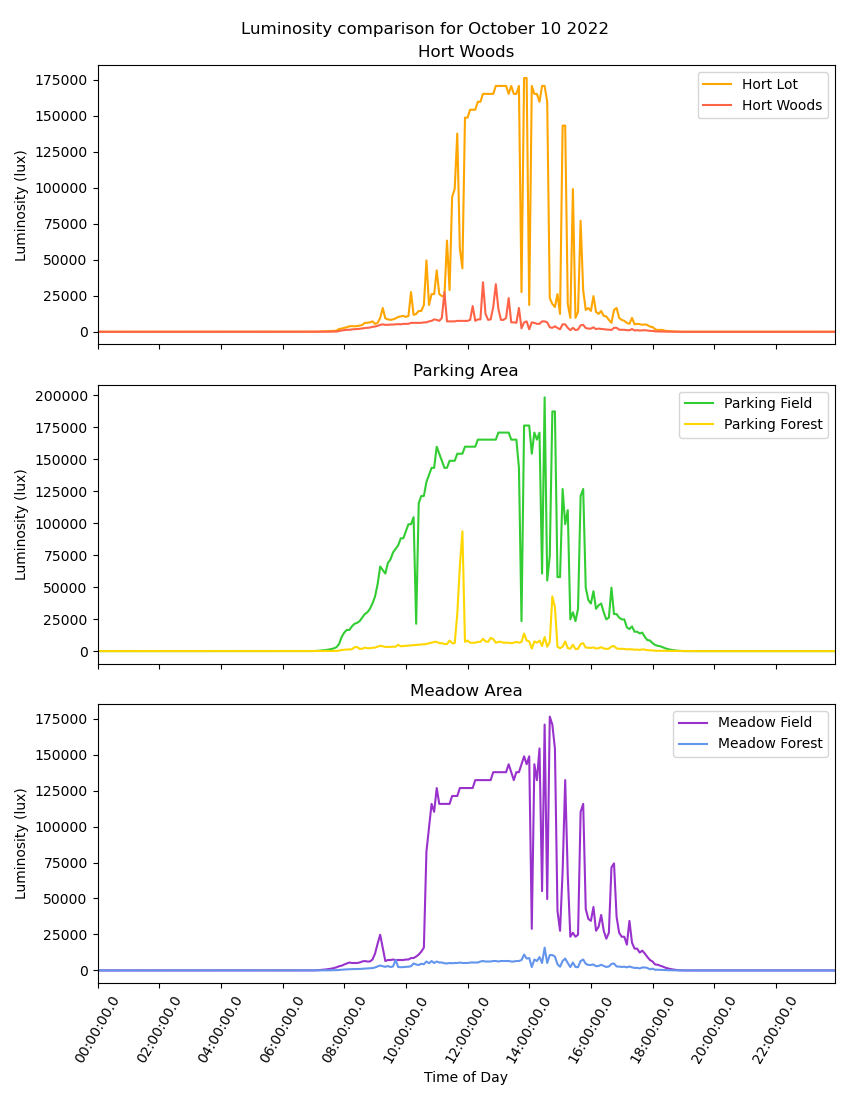 Luminosity comparison for October 10 2022
Hort Woods
175000
150000
125000
100000
75000
50000
25000
0
Luminosity (lux)
Hort Lot
Hort Woods
Parking Area
200000
175000
150000
125000
100000
75000
50000
25000
0
Luminosity (lux)
Parking Field
Parking Forest
Meadow Area
175000
150000
125000
100000
75000
50000
25000
0
Luminosity (lux)
Meadow Field
Meadow Forest
00:00:00.0
02:00:00.0
04:00:00.0
06:00:00.0
08:00:00.0
10:00:00.0
12:00:00.0
14:00:00.0
16:00:00.0
18:00:00.0
20:00:00.0
22:00:00.0
Time of Day